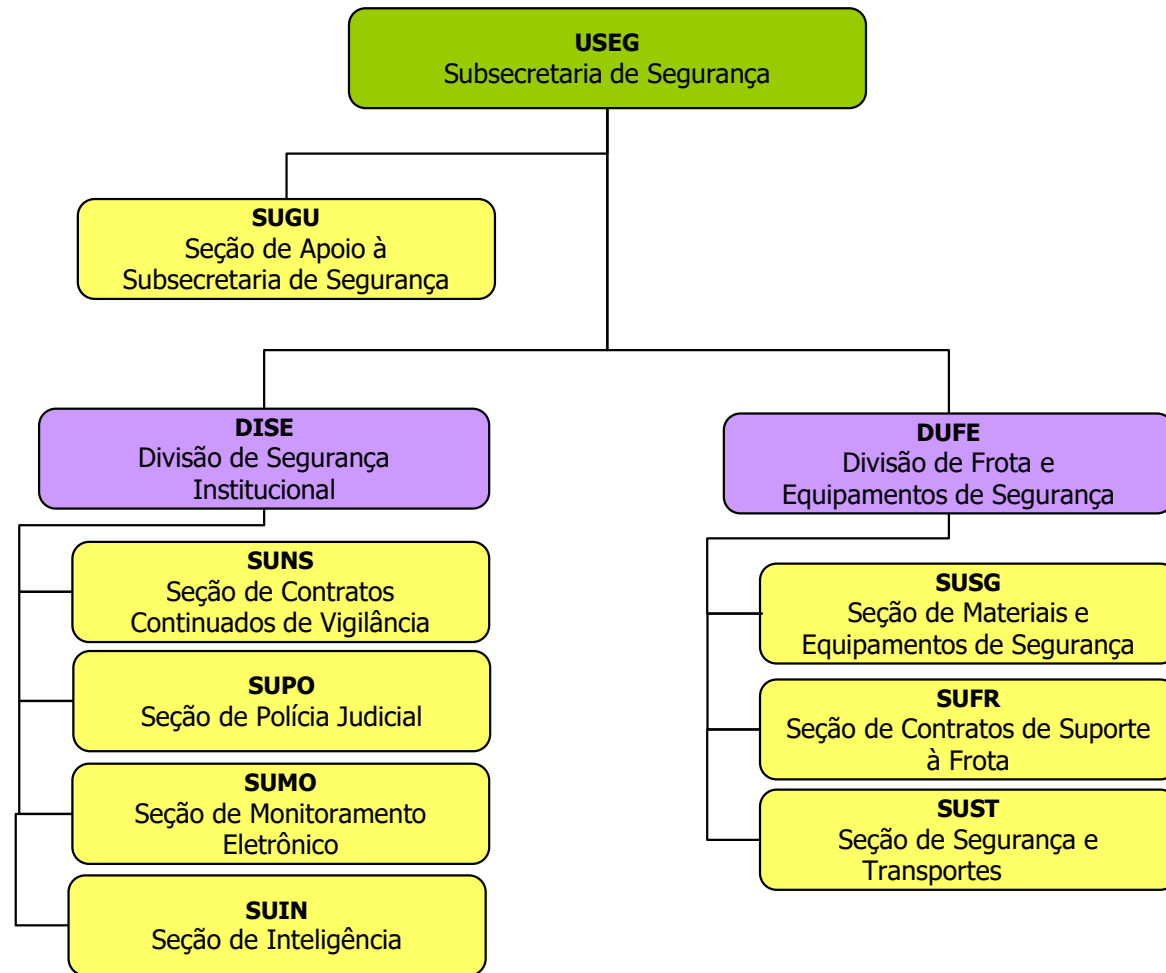 USEG
Subsecretaria de Segurança
SUGU
Seção de Apoio à
Subsecretaria de Segurança
DISE
Divisão de Segurança
Institucional
SUNS
Seção de Contratos
Continuados de Vigilância
SUPO
Seção de Polícia Judicial
SUMO
Seção de Monitoramento
Eletrônico
SUIN
Seção de Inteligência
DUFE
Divisão de Frota e
Equipamentos de Segurança
SUSG
Seção de Materiais e
Equipamentos de Segurança
SUFR
Seção de Contratos de Suporte
à Frota
SUST
Seção de Segurança e
Transportes